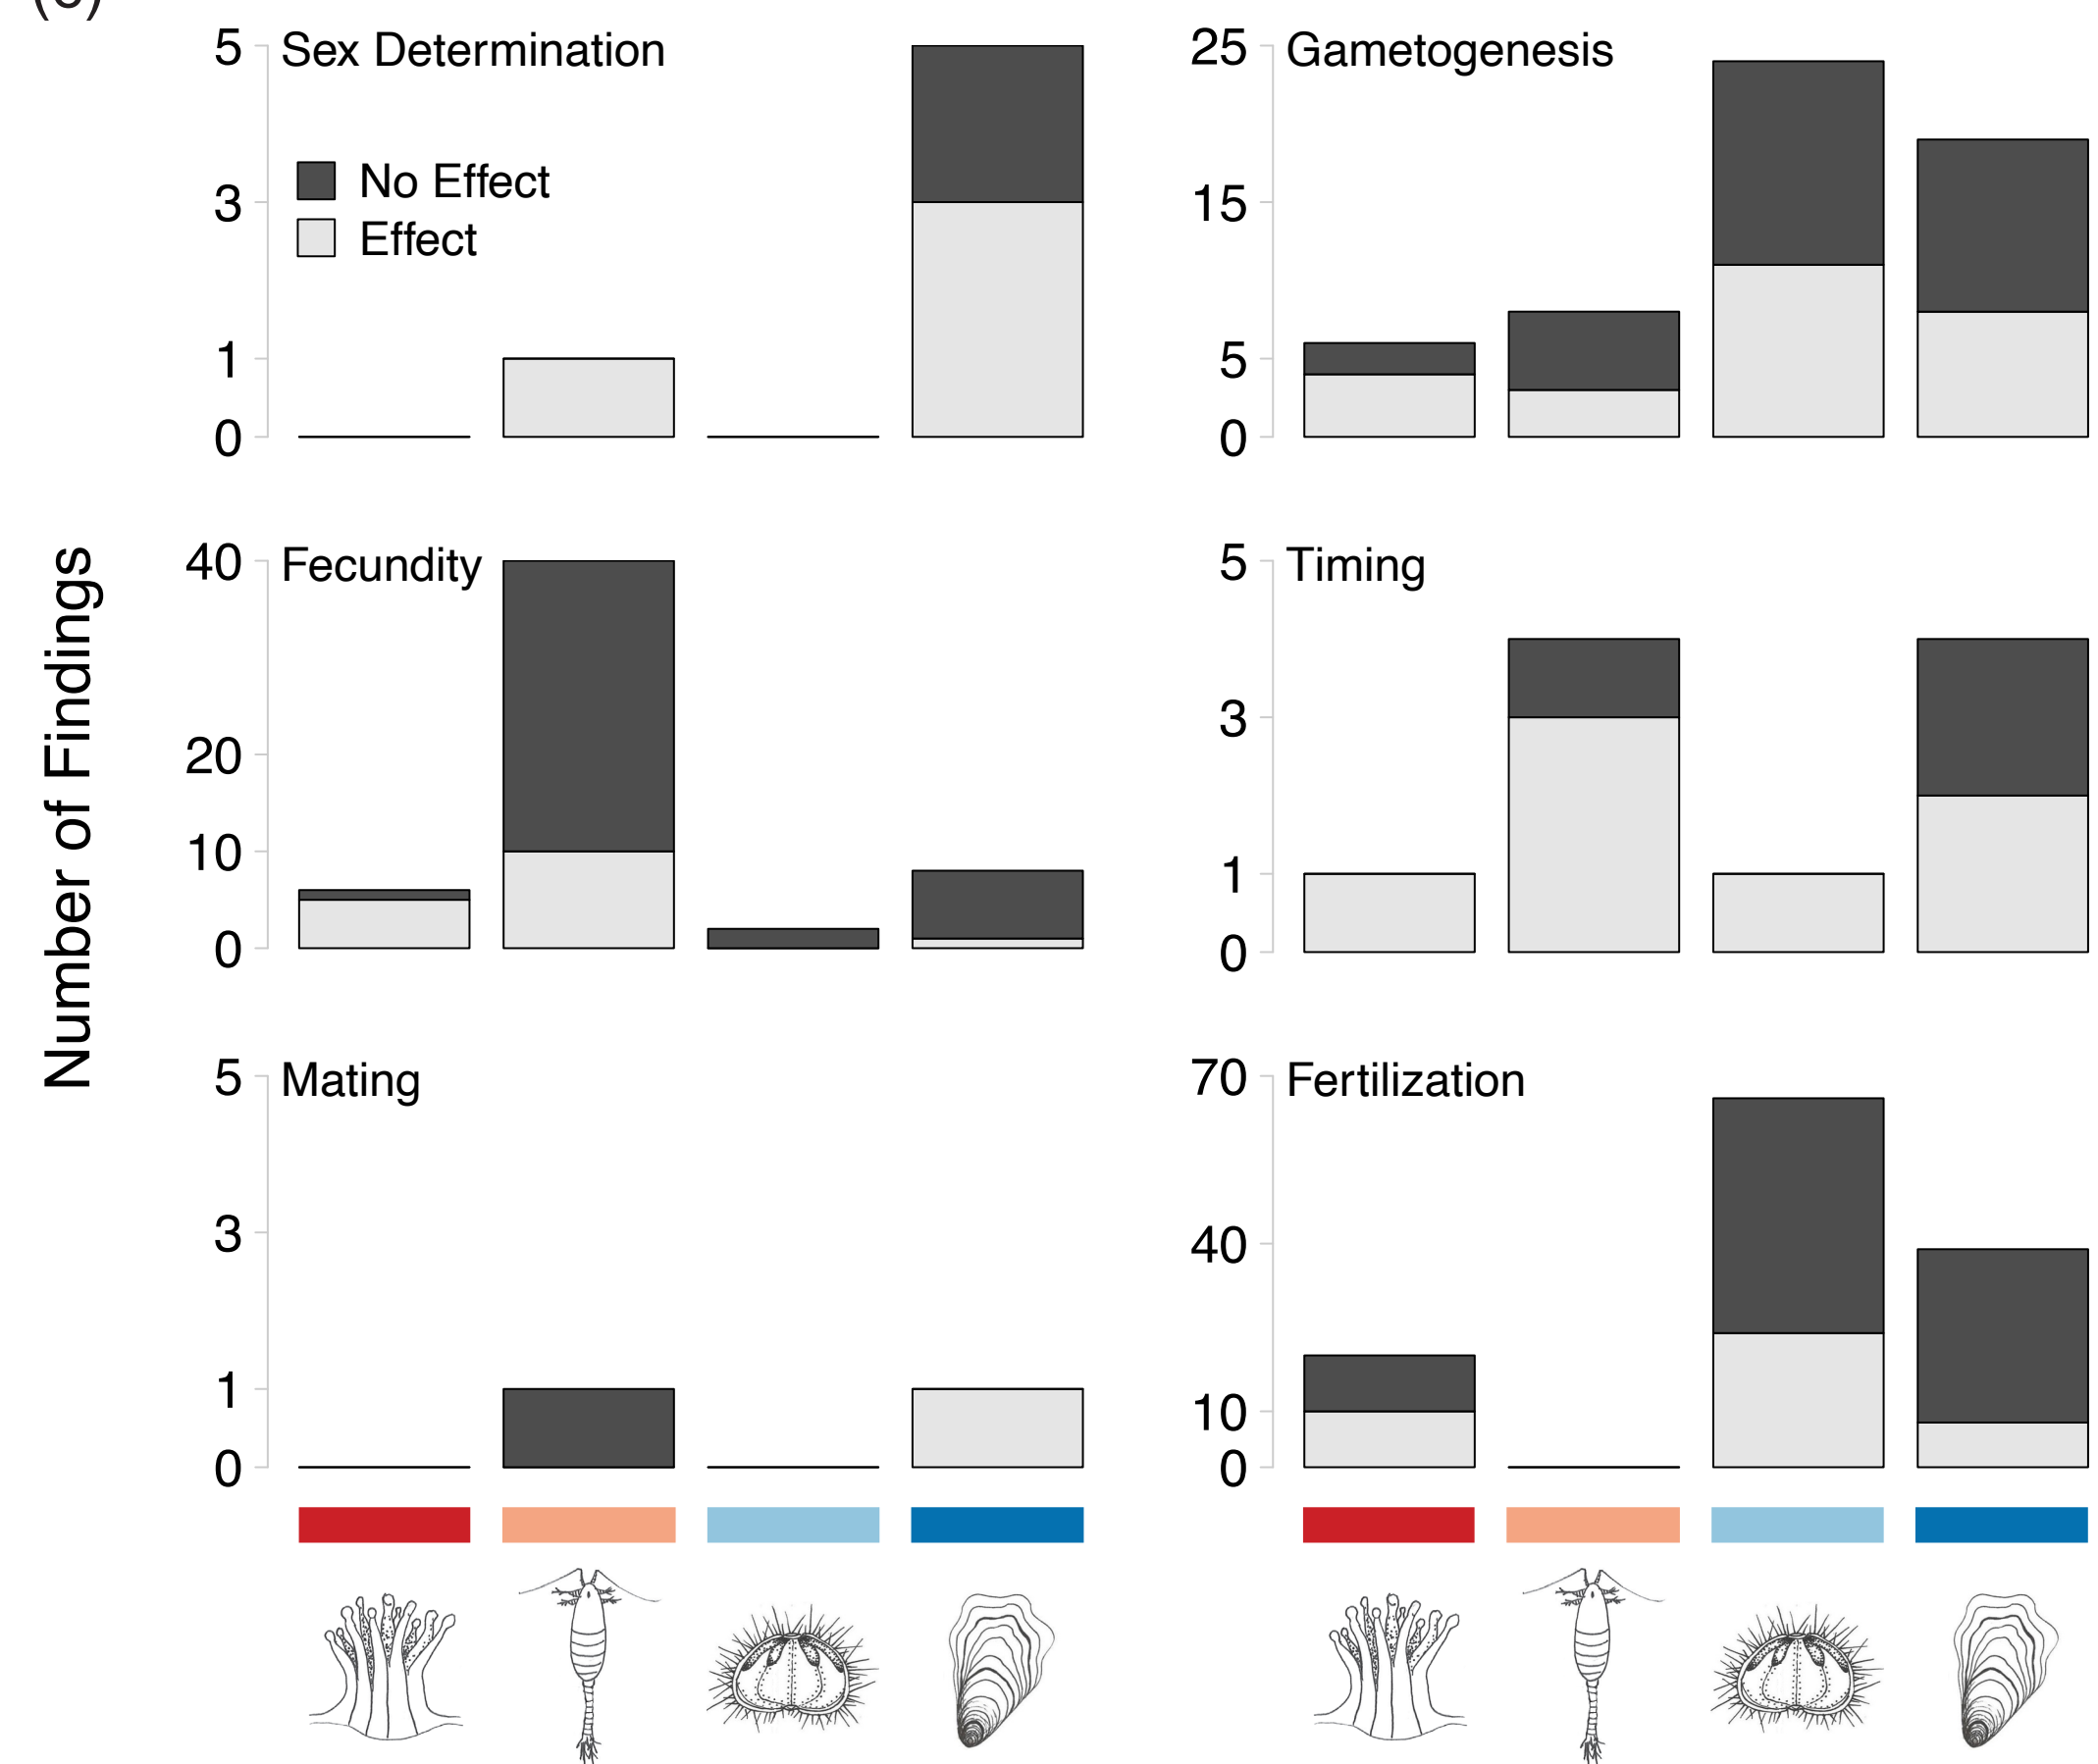 Number of Findings
Sex Determination
5
3
1
0
No Effect
Effect
Gametogenesis
25
15
5
0
Fecundity
40
20
10
0
Timing
5
3
1
0
Mating
5
3
1
0
Fertilization
70
40
10
0